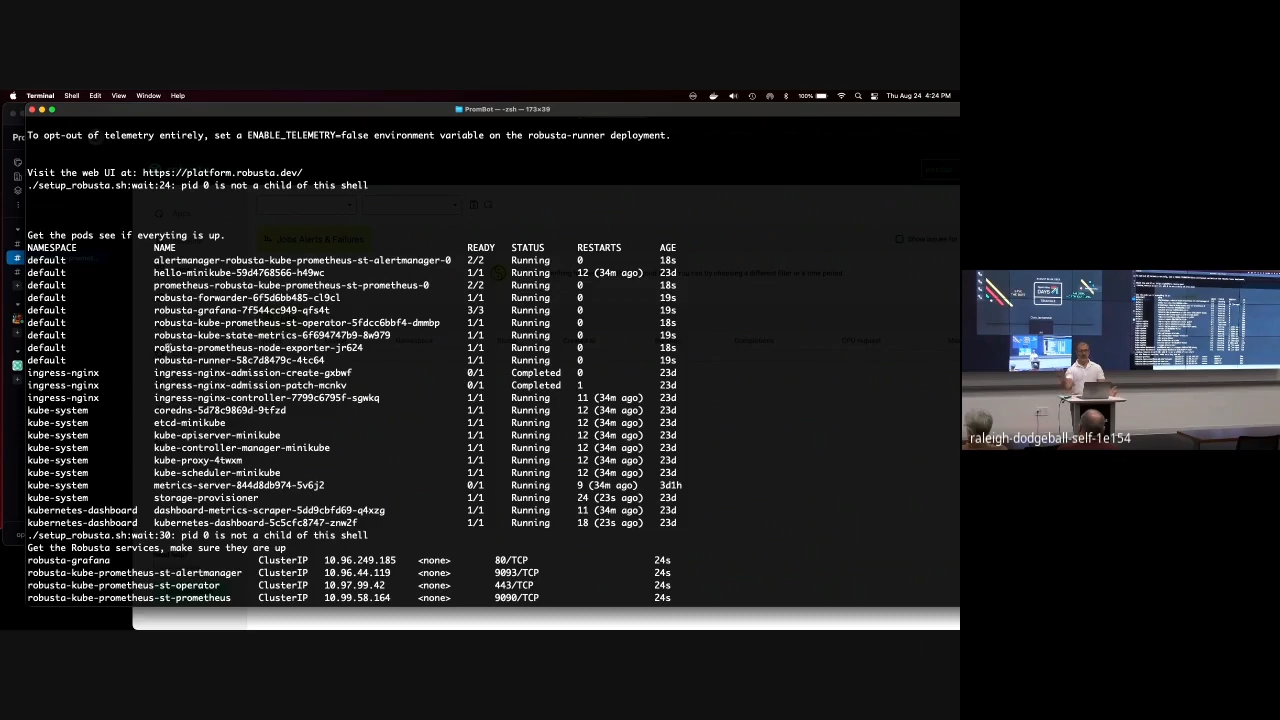 Terminal Shell Edit View Window Help 100% Thu Aug 24 4:24 PM
PromBot — -zsh — 173×39
To opt-out of telemetry entirely, set a ENABLE_TELEMETRY=false environment variable on the robusta-runner deployment.
Visit the web UI at: https://platform.robusta.dev/
./setup_robusta.sh:wait:24: pid 0 is not a child of this shell
Jobs Alerts & Failures
Get the pods see if everyting is up.
NAMESPACE NAME READY STATUS RESTARTS AGE
default alertmanager-robusta-kube-prometheus-st-alertmanager-0 2/2 Running 0 18s
default hello-minikube-59d4768566-h49wc 1/1 Running 12 (34m ago) 23d
default prometheus-robusta-kube-prometheus-st-prometheus-0 2/2 Running 0 18s
default robusta-forwarder-6f5d6bb485-cl9cl 1/1 Running 0 19s
default robusta-grafana-7f544cc949-qfs4t 3/3 Running 0 19s
default robusta-kube-prometheus-st-operator-5fdcc6bbf4-dmmbp 1/1 Running 0 18s
default robusta-kube-state-metrics-6f694747b9-8w979 1/1 Running 0 19s
default robusta-prometheus-node-exporter-jr624 1/1 Running 0 19s
default robusta-runner-58c7d8479c-4tc64 1/1 Running 0 19s
ingress-nginx ingress-nginx-admission-create-gxbwf 0/1 Completed 0 23d
ingress-nginx ingress-nginx-admission-patch-mcnkv 0/1 Completed 1 23d
ingress-nginx ingress-nginx-controller-7799c6795f-sgwkq 1/1 Running 11 (34m ago) 23d
kube-system coredns-5d78c9869d-9tfzd 1/1 Running 12 (34m ago) 23d
kube-system etcd-minikube 1/1 Running 12 (34m ago) 23d
kube-system kube-apiserver-minikube 1/1 Running 12 (34m ago) 23d
kube-system kube-controller-manager-minikube 1/1 Running 12 (34m ago) 23d
kube-system kube-proxy-4twxm 1/1 Running 12 (34m ago) 23d
kube-system kube-scheduler-minikube 1/1 Running 12 (34m ago) 23d
kube-system metrics-server-844d8db974-5v6j2 0/1 Running 9 (34m ago) 3d1h
kube-system storage-provisioner 1/1 Running 24 (23s ago) 23d
kubernetes-dashboard dashboard-metrics-scraper-5dd9cbfd69-q4xzg 1/1 Running 11 (34m ago) 23d
kubernetes-dashboard kubernetes-dashboard-5c5cfc8747-znw2f 1/1 Running 18 (23s ago) 23d
./setup_robusta.sh:wait:30: pid 0 is not a child of this shell
Get the Robusta services, make sure they are up
robusta-grafana ClusterIP 10.96.249.185 <none> 80/TCP 24s
robusta-kube-prometheus-st-alertmanager ClusterIP 10.96.44.119 <none> 9093/TCP 24s
robusta-kube-prometheus-st-operator ClusterIP 10.97.99.42 <none> 443/TCP 24s
robusta-kube-prometheus-st-prometheus ClusterIP 10.99.58.164 <none> 9090/TCP 24s
raleigh-dodgeball-self-1e154